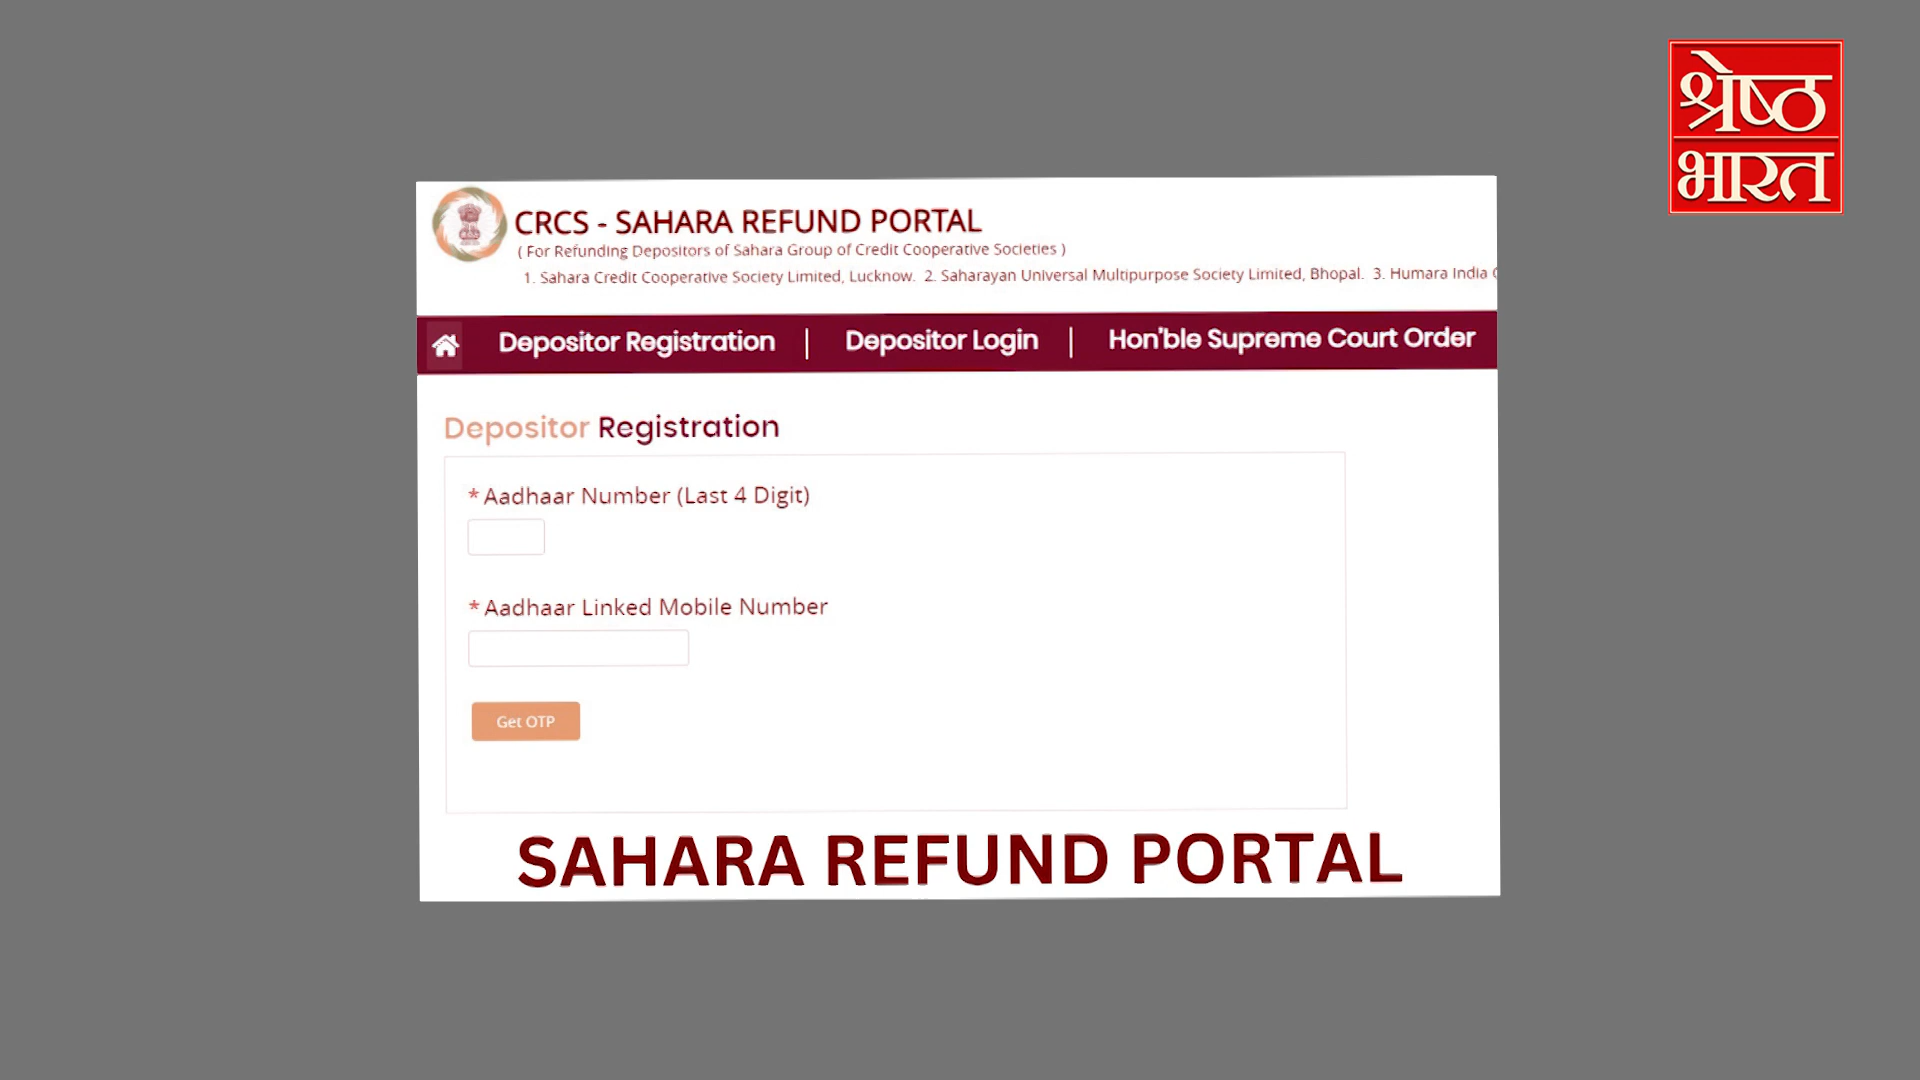 श्रेष्ठ
भारत
CRCS - SAHARA REFUND PORTAL
( For Refunding Depositors of Sahara Group of Credit Cooperative Societies )
1. Sahara Credit Cooperative Society Limited, Lucknow. 2. Saharayan Universal Multipurpose Society Limited, Bhopal. 3. Humara India
Depositor Registration | Depositor Login | Hon'ble Supreme Court Order
Depositor Registration
* Aadhaar Number (Last 4 Digit)
* Aadhaar Linked Mobile Number
Get OTP
SAHARA REFUND PORTAL